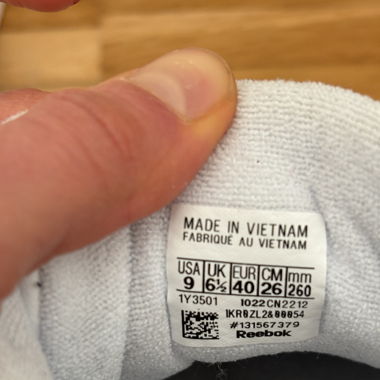 MADE IN VIETNAM
FABRIQUÉ AU VIETNAM
USA UK EUR CM mm
9 6½ 40 26 260
1Y3501 1022CN2212
1KR0ZL2&00054
#131567379
Reebok